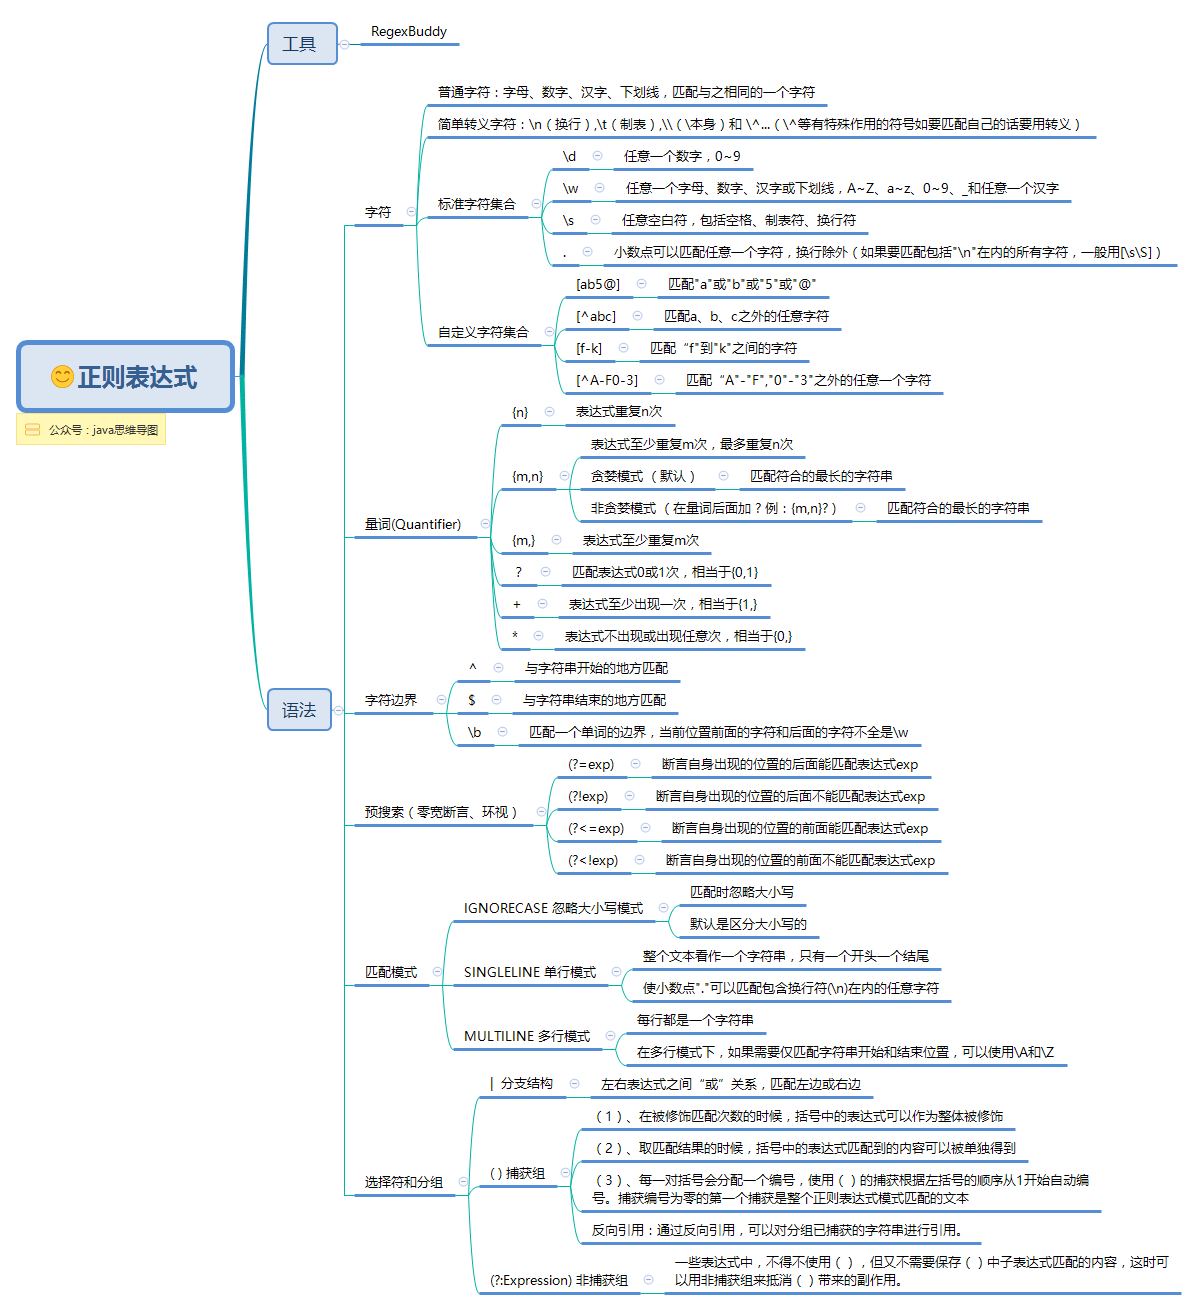 正则表达式
公众号：java思维导图
工具
RegexBuddy
语法
字符
普通字符：字母、数字、汉字、下划线，匹配与之相同的一个字符
简单转义字符：\n（换行）,\t（制表）,\\（\本身）和 \^...（\^等有特殊作用的符号如要匹配自己的话要用转义）
标准字符集合
\d
任意一个数字，0~9
\w
任意一个字母、数字、汉字或下划线，A~Z、a~z、0~9、_和任意一个汉字
\s
任意空白符，包括空格、制表符、换行符
.
小数点可以匹配任意一个字符，换行除外（如果要匹配包括"\n"在内的所有字符，一般用[\s\S]）
自定义字符集合
[ab5@]
匹配"a"或"b"或"5"或"@"
[^abc]
匹配a、b、c之外的任意字符
[f-k]
匹配“f"到"k"之间的字符
[^A-F0-3]
匹配“A"-"F","0"-"3"之外的任意一个字符
量词(Quantifier)
{n}
表达式重复n次
{m,n}
表达式至少重复m次，最多重复n次
贪婪模式 （默认）
匹配符合的最长的字符串
非贪婪模式 （在量词后面加 ? 例：{m,n}?）
匹配符合的最长的字符串
{m,}
表达式至少重复m次
?
匹配表达式0或1次，相当于{0,1}
+
表达式至少出现一次，相当于{1,}
*
表达式不出现或出现任意次，相当于{0,}
字符边界
^
与字符串开始的地方匹配
$
与字符串结束的地方匹配
\b
匹配一个单词的边界，当前位置前面的字符和后面的字符不全是\w
预搜索（零宽断言、环视）
(?=exp)
断言自身出现的位置的后面能匹配表达式exp
(?!exp)
断言自身出现的位置的后面不能匹配表达式exp
(?<=exp)
断言自身出现的位置的前面能匹配表达式exp
(?<!exp)
断言自身出现的位置的前面不能匹配表达式exp
匹配模式
IGNORECASE 忽略大小写模式
匹配时忽略大小写
默认是区分大小写的
SINGLELINE 单行模式
整个文本看作一个字符串，只有一个开头一个结尾
使小数点"."可以匹配包含换行符(\n)在内的任意字符
MULTILINE 多行模式
每行都是一个字符串
在多行模式下，如果需要仅匹配字符串开始和结束位置，可以使用\A和\Z
选择符和分组
| 分支结构
左右表达式之间“或”关系，匹配左边或右边
( ) 捕获组
（1）、在被修饰匹配次数的时候，括号中的表达式可以作为整体被修饰
（2）、取匹配结果的时候，括号中的表达式匹配到的内容可以被单独得到
（3）、每一对括号会分配一个编号，使用（ ）的捕获根据左括号的顺序从1开始自动编
号。捕获编号为零的第一个捕获是整个正则表达式模式匹配的文本
反向引用：通过反向引用，可以对分组已捕获的字符串进行引用。
(?:Expression) 非捕获组
一些表达式中，不得不使用（ ），但又不需要保存（ ）中子表达式匹配的内容，这时可
以用非捕获组来抵消（ ）带来的副作用。